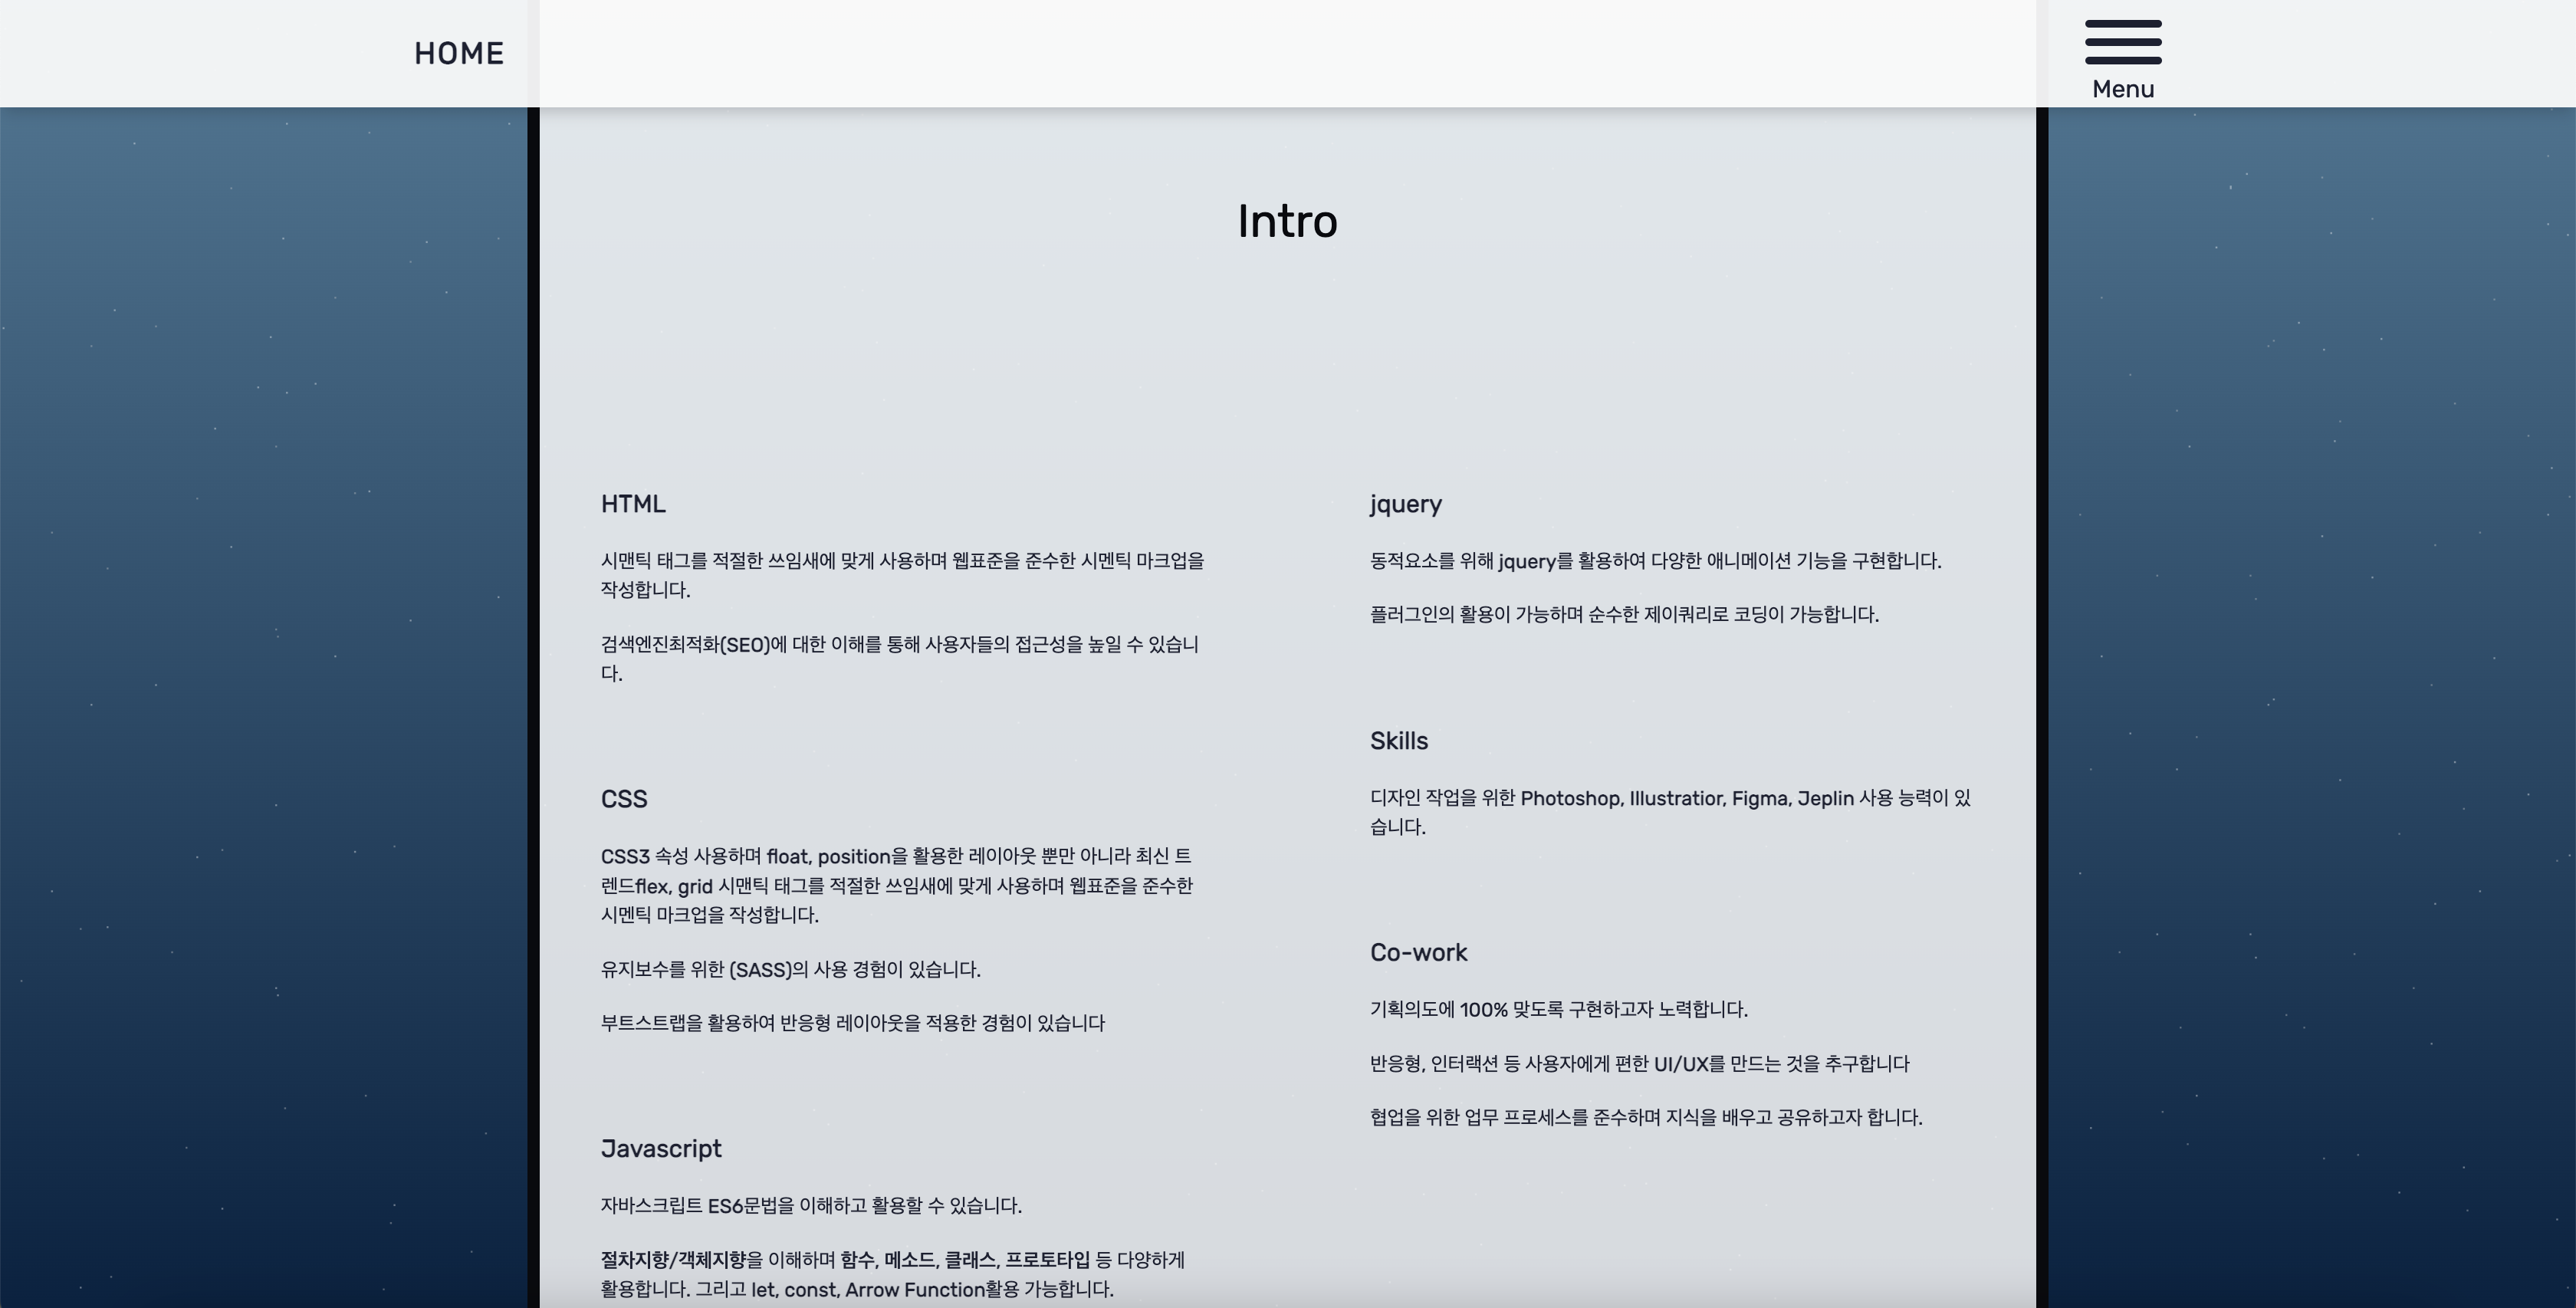 HOME
Menu
Intro
HTML
시맨틱 태그를 적절한 쓰임새에 맞게 사용하며 웹표준을 준수한 시멘틱 마크업을
작성합니다.
검색엔진최적화(SEO)에 대한 이해를 통해 사용자들의 접근성을 높일 수 있습니
다.
CSS
CSS3 속성 사용하며 float, position을 활용한 레이아웃 뿐만 아니라 최신 트
렌드flex, grid 시맨틱 태그를 적절한 쓰임새에 맞게 사용하며 웹표준을 준수한
시멘틱 마크업을 작성합니다.
유지보수를 위한 (SASS)의 사용 경험이 있습니다.
부트스트랩을 활용하여 반응형 레이아웃을 적용한 경험이 있습니다
Javascript
자바스크립트 ES6문법을 이해하고 활용할 수 있습니다.
절차지향/객체지향을 이해하며 함수, 메소드, 클래스, 프로토타입 등 다양하게
활용합니다. 그리고 let, const, Arrow Function활용 가능합니다.
jquery
동적요소를 위해 jquery를 활용하여 다양한 애니메이션 기능을 구현합니다.
플러그인의 활용이 가능하며 순수한 제이쿼리로 코딩이 가능합니다.
Skills
디자인 작업을 위한 Photoshop, Illustratior, Figma, Jeplin 사용 능력이 있
습니다.
Co-work
기획의도에 100% 맞도록 구현하고자 노력합니다.
반응형, 인터랙션 등 사용자에게 편한 UI/UX를 만드는 것을 추구합니다
협업을 위한 업무 프로세스를 준수하며 지식을 배우고 공유하고자 합니다.